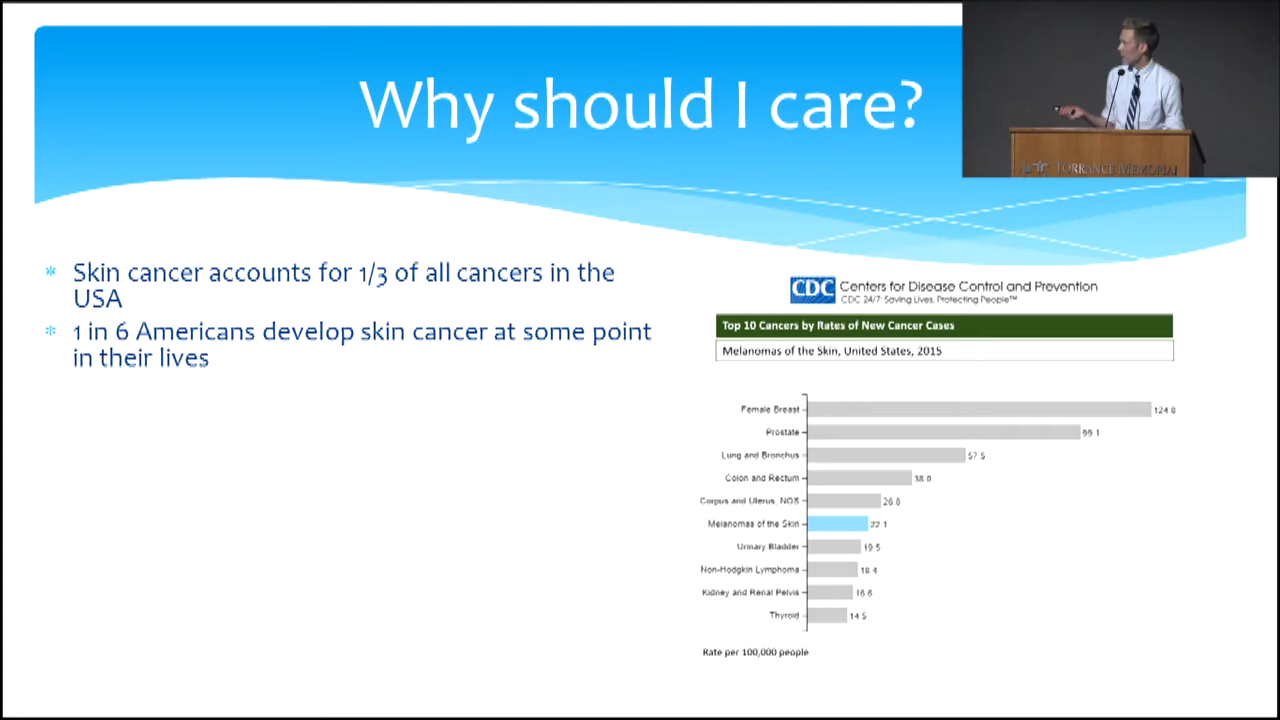 Why should I care?
TORRANCE MEMORIAL
* Skin cancer accounts for 1/3 of all cancers in the
USA
* 1 in 6 Americans develop skin cancer at some point
in their lives
CDC Centers for Disease Control and Prevention
CDC 24/7: Saving Lives, Protecting People™
Top 10 Cancers by Rates of New Cancer Cases
Melanomas of the Skin, United States, 2015
Female Breast 124.8
Prostate 99.1
Lung and Bronchus 57.5
Colon and Rectum 38.0
Corpus and Uterus, NOS 26.8
Melanomas of the Skin 22.1
Urinary Bladder 19.5
Non-Hodgkin Lymphoma 18.4
Kidney and Renal Pelvis 16.6
Thyroid 14.5
Rate per 100,000 people